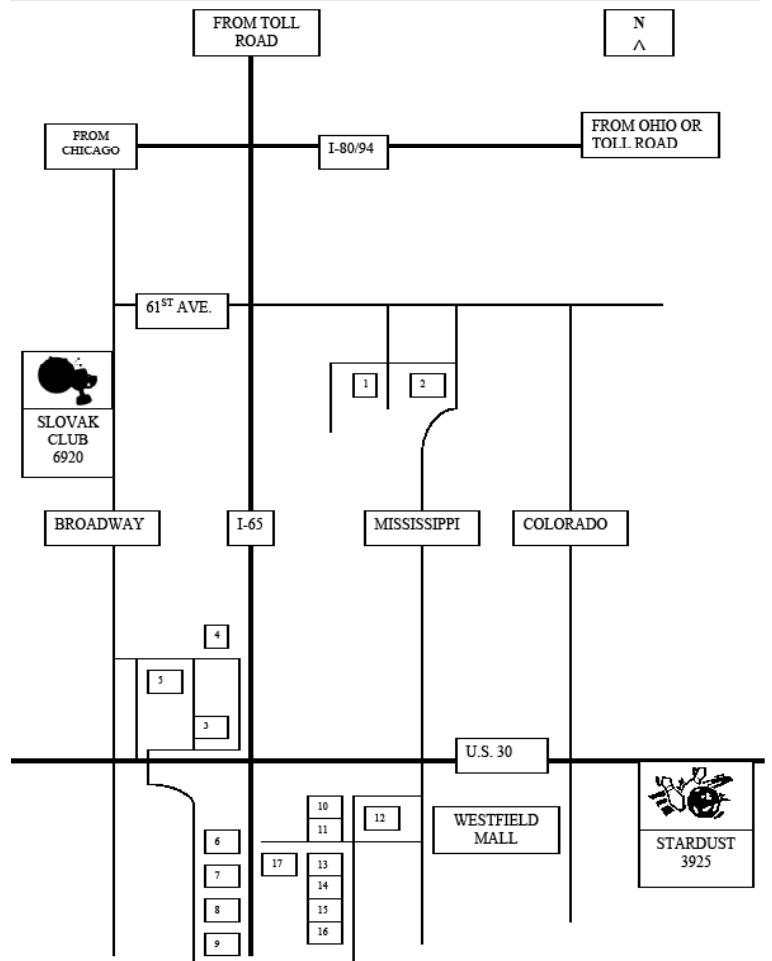 FROM TOLL
ROAD
N
^
FROM
CHICAGO
I-80/94
FROM OHIO OR
TOLL ROAD
61ST AVE.
1
2
SLOVAK
CLUB
6920
BROADWAY
I-65
MISSISSIPPI
COLORADO
4
5
3
U.S. 30
10
11
12
WESTFIELD
MALL
STARDUST
3925
6
17
13
7
14
8
15
16
9